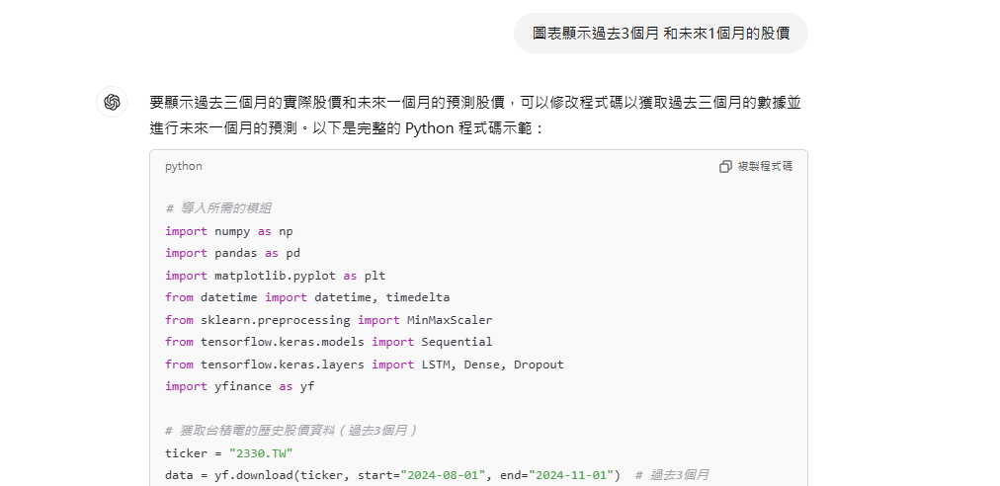 圖表顯示過去3個月 和未來1個月的股價
要顯示過去三個月的實際股價和未來一個月的預測股價，可以修改程式碼以獲取過去三個月的數據並
進行未來一個月的預測。以下是完整的 Python 程式碼示範：
python 複製程式碼
# 導入所需的模組
import numpy as np
import pandas as pd
import matplotlib.pyplot as plt
from datetime import datetime, timedelta
from sklearn.preprocessing import MinMaxScaler
from tensorflow.keras.models import Sequential
from tensorflow.keras.layers import LSTM, Dense, Dropout
import yfinance as yf
# 獲取台積電的歷史股價資料（過去3個月）
ticker = "2330.TW"
data = yf.download(ticker, start="2024-08-01", end="2024-11-01")  # 過去3個月